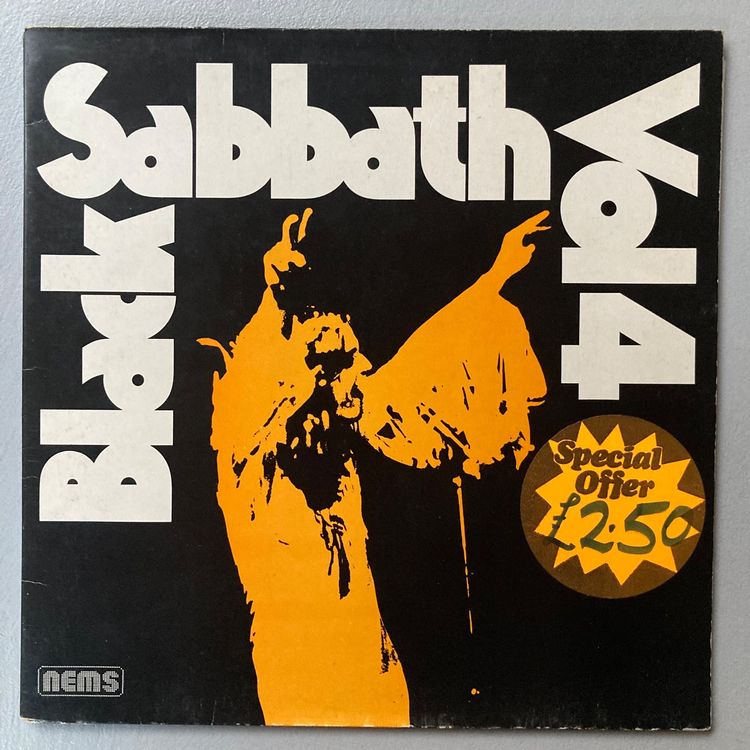 Black
Sabbath
Vol 4
Special
Offer
£2.50
nems